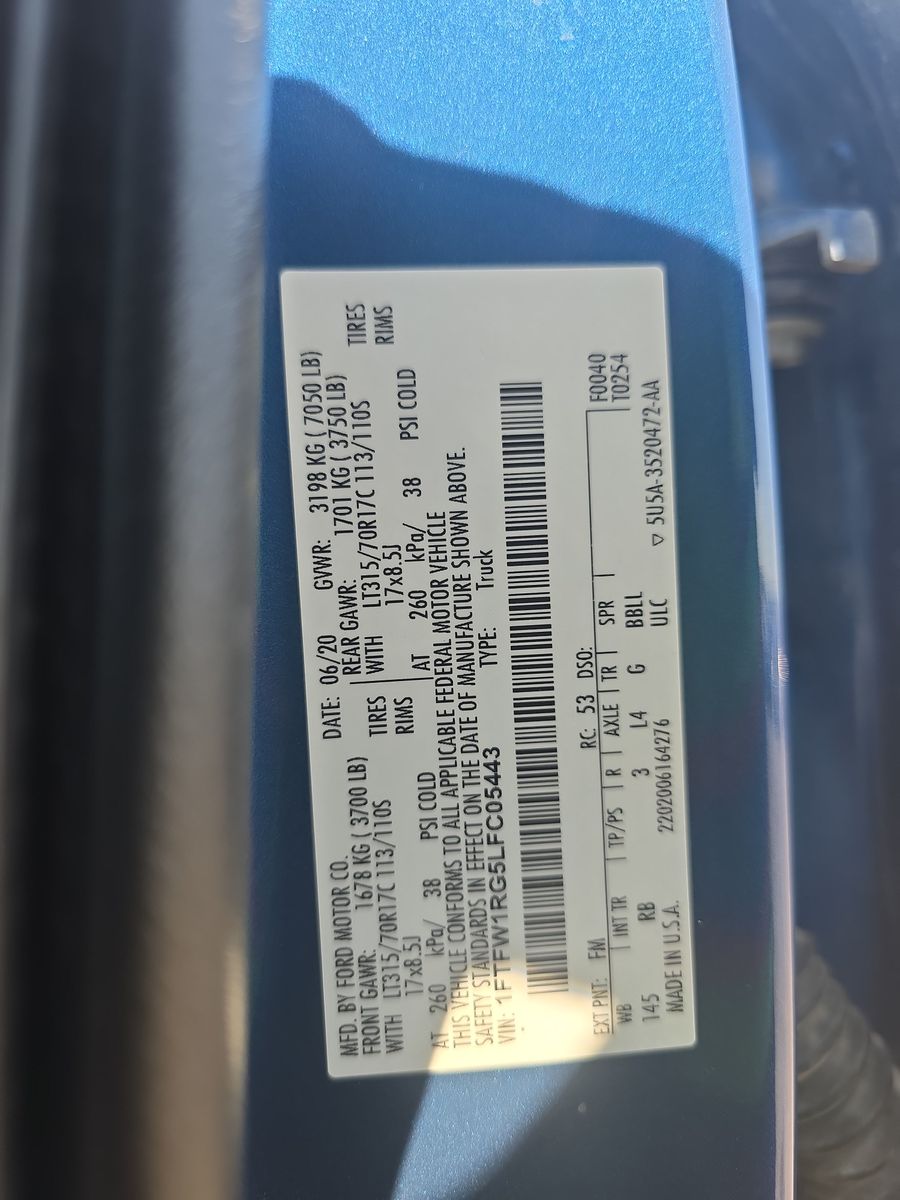 MFD. BY FORD MOTOR CO. DATE: 06/20 GVWR: 3198 KG ( 7050 LB)
FRONT GAWR: 1678 KG ( 3700 LB) REAR GAWR: 1701 KG ( 3750 LB)
WITH LT315/70R17C 113/110S TIRES WITH LT315/70R17C 113/110S TIRES
17x8.5J RIMS 17x8.5J RIMS
AT 260 kPa/ 38 PSI COLD AT 260 kPa/ 38 PSI COLD
THIS VEHICLE CONFORMS TO ALL APPLICABLE FEDERAL MOTOR VEHICLE
SAFETY STANDARDS IN EFFECT ON THE DATE OF MANUFACTURE SHOWN ABOVE.
VIN: 1FTFW1RG5LFC05443 TYPE: Truck
EXT PNT: FM RC: 53 DSO: F0040
WB INT TR TP/PS R AXLE TR SPR T0254
145 RB 3 L4 G BBLL
2202006164276 ULC
MADE IN U.S.A. ▽ 5U5A-3520472-AA